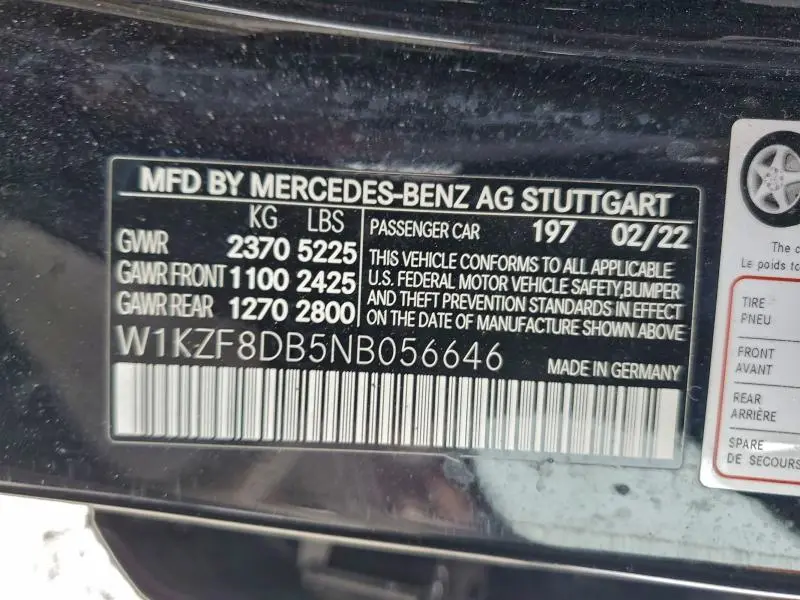 MFD BY MERCEDES-BENZ AG STUTTGART
KG LBS
GVWR 2370 5225
GAWR FRONT 1100 2425
GAWR REAR 1270 2800
PASSENGER CAR 197 02/22
THIS VEHICLE CONFORMS TO ALL APPLICABLE
U.S. FEDERAL MOTOR VEHICLE SAFETY,BUMPER
AND THEFT PREVENTION STANDARDS IN EFFECT
ON THE DATE OF MANUFACTURE SHOWN ABOVE
W1KZF8DB5NB056646
MADE IN GERMANY
The
Le poids to
TIRE
PNEU
FRONT
AVANT
REAR
ARRIÈRE
SPARE
DE SECOURS